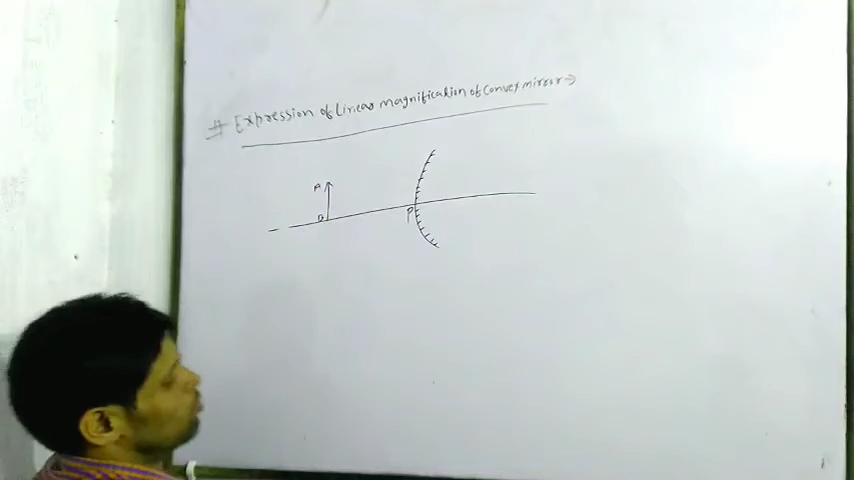 # Expression of Linear magnification of Convex mirror →
A
B
P